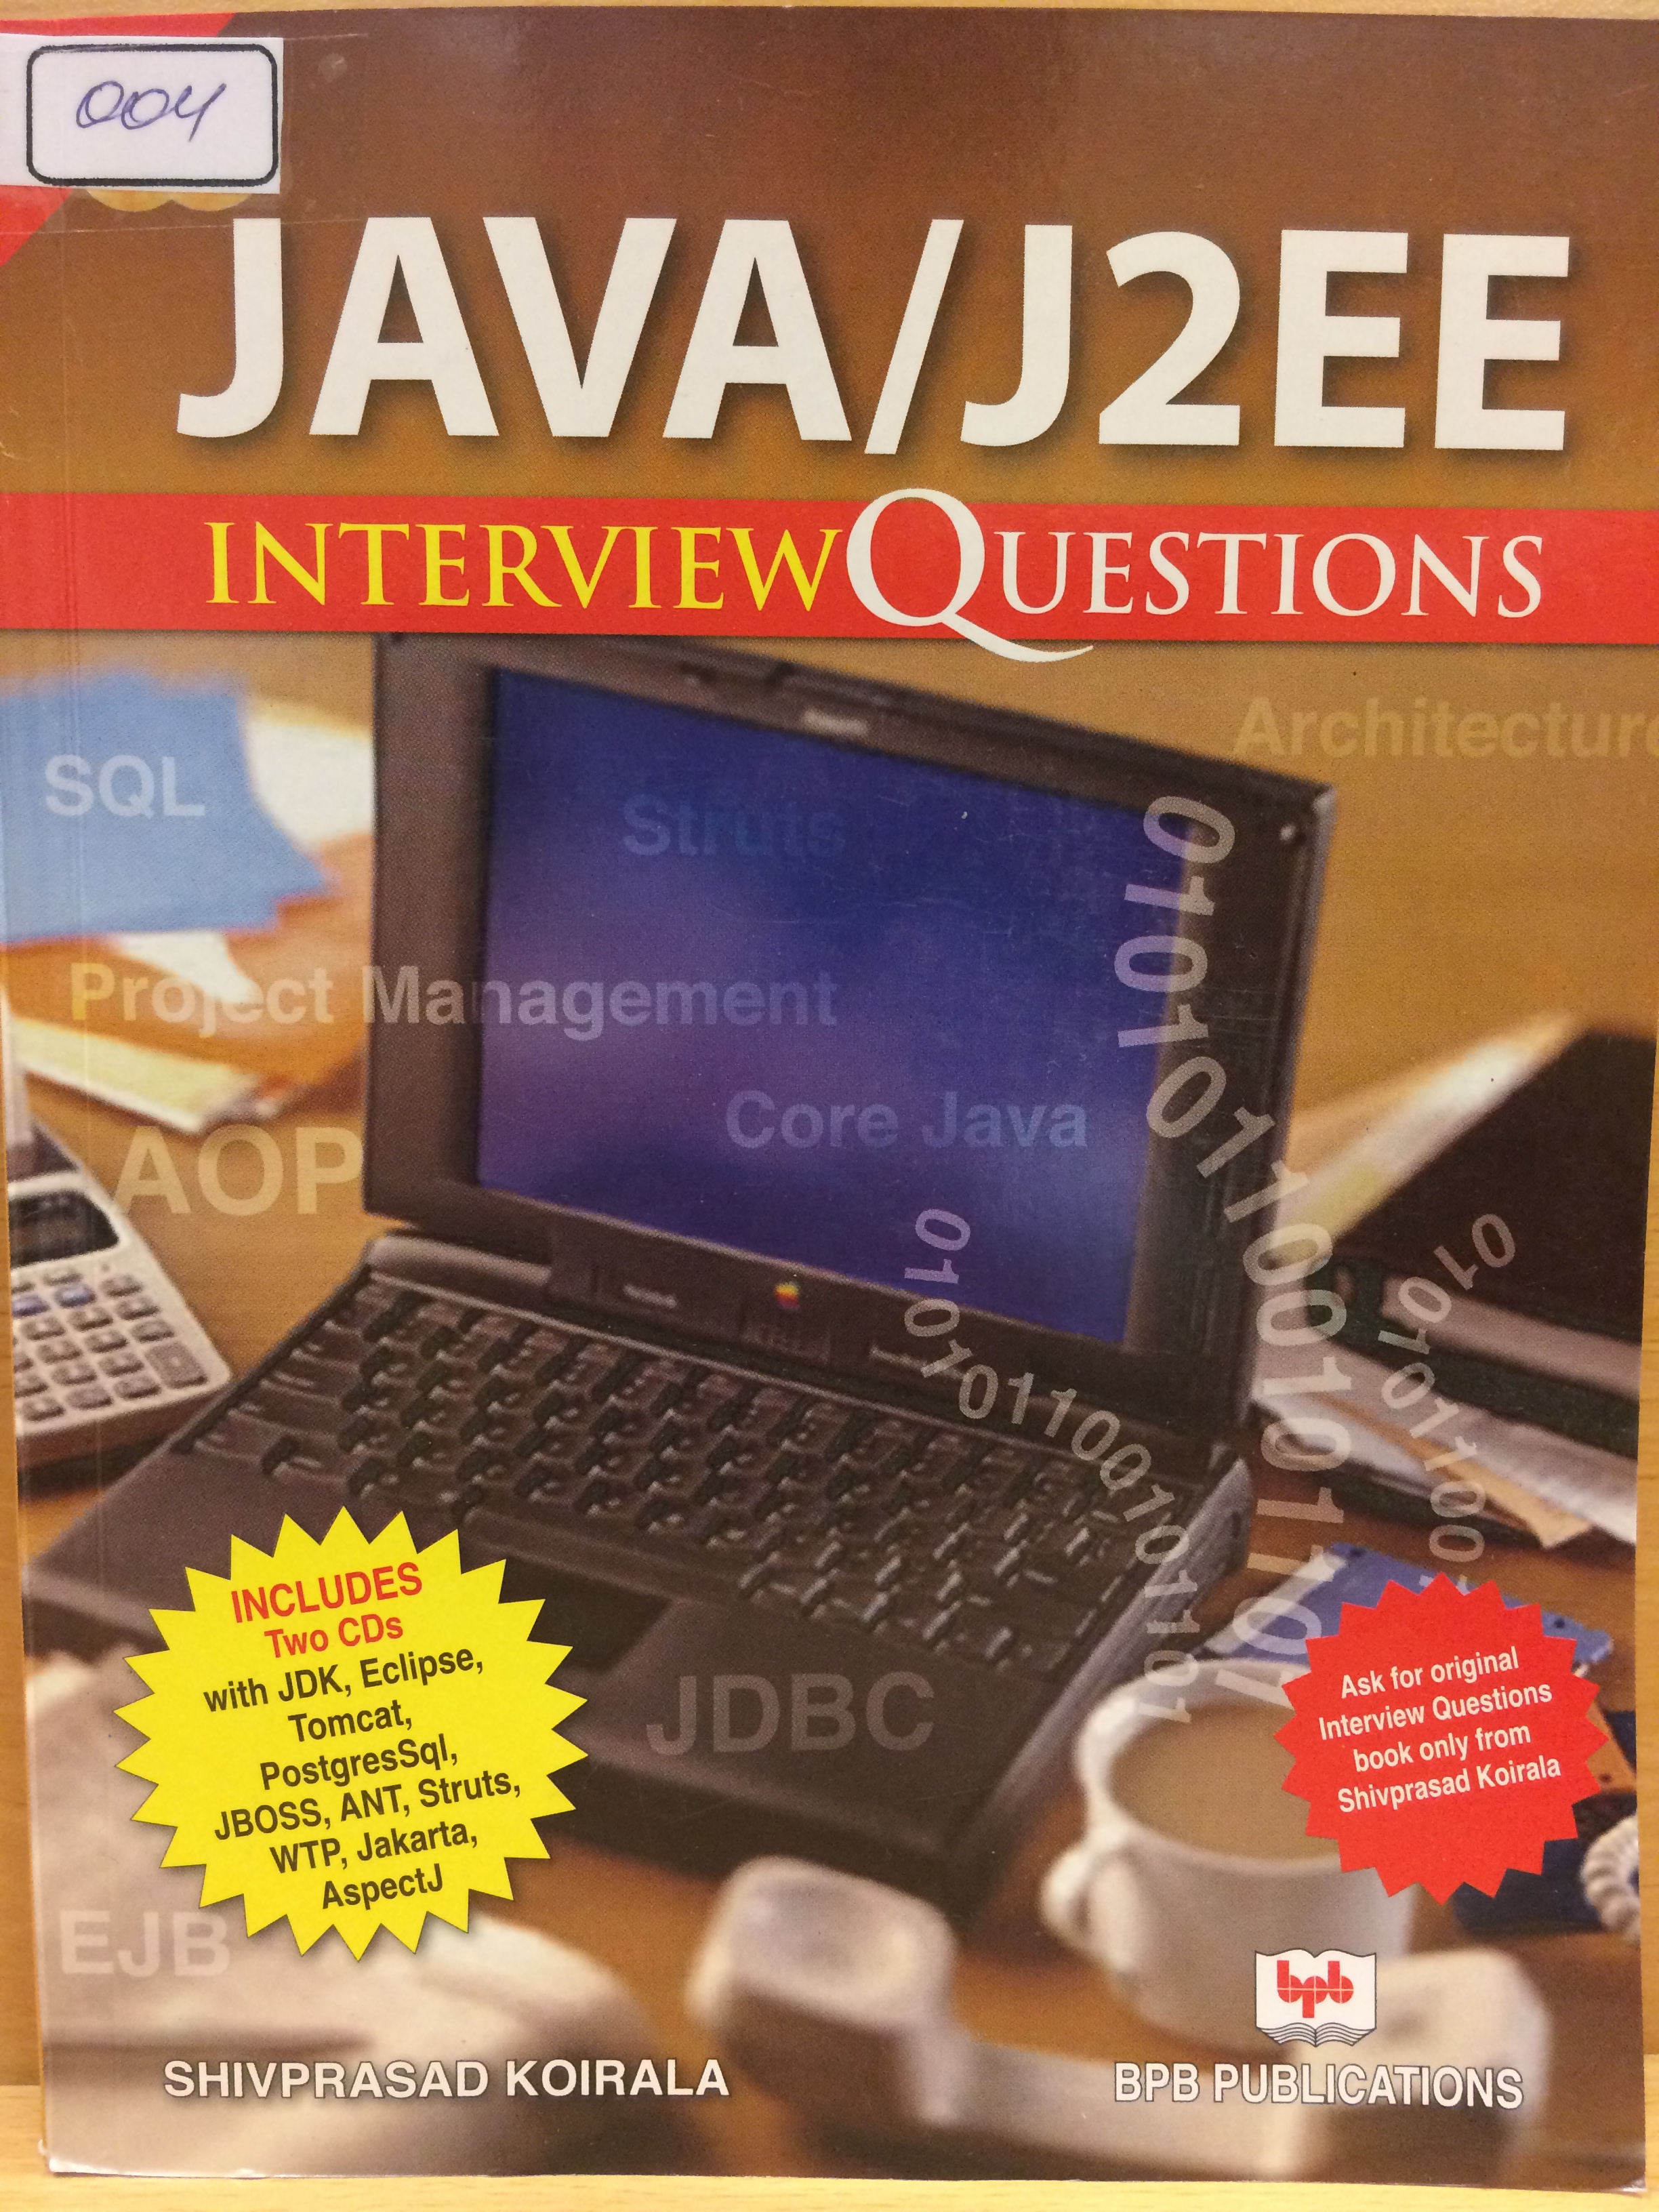 004
JAVA/J2EE
INTERVIEW QUESTIONS
Architecture
SQL
Struts
Project Management
Core Java
AOP
JDBC
INCLUDES
Two CDs
with JDK, Eclipse,
Tomcat,
PostgresSql,
JBOSS, ANT, Struts,
WTP, Jakarta,
AspectJ
Ask for original
Interview Questions
book only from
Shivprasad Koirala
EJB
bpb
SHIVPRASAD KOIRALA
BPB PUBLICATIONS